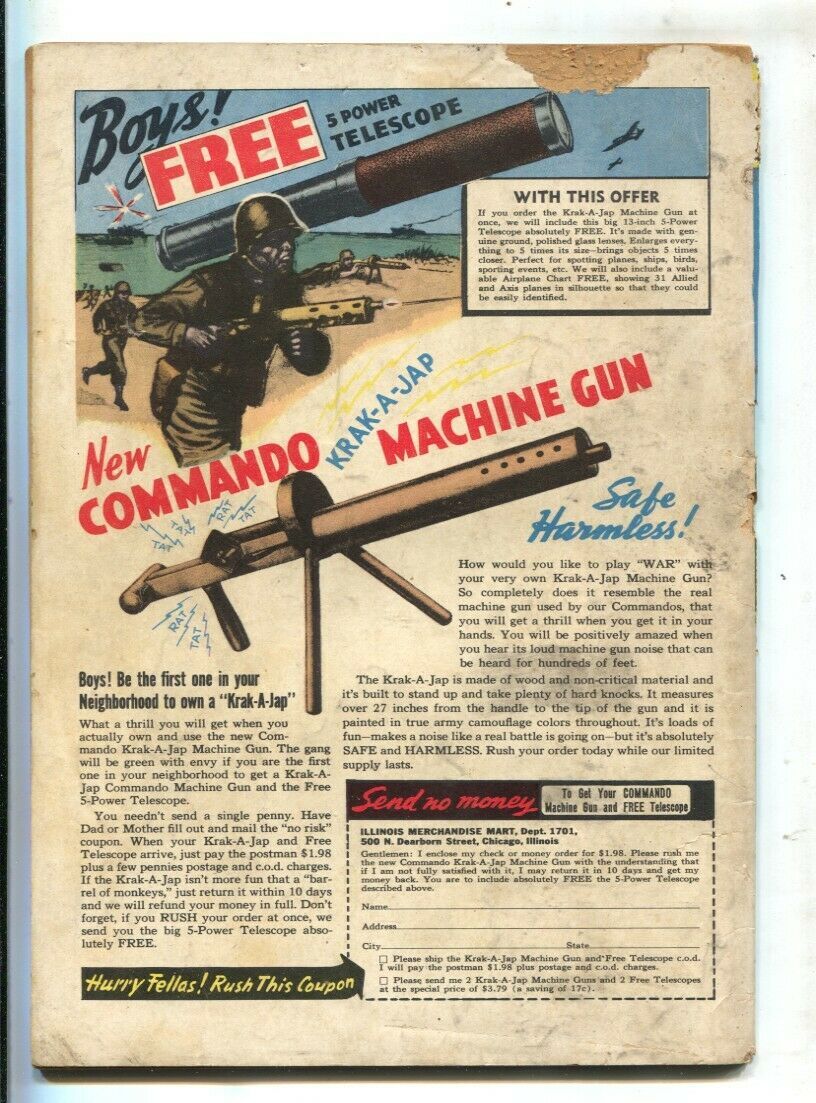 Boys!
FREE
5 POWER
TELESCOPE
WITH THIS OFFER
If you order the Krak-A-Jap Machine Gun at
once, we will include this big 13-inch 5-Power
Telescope absolutely FREE. It's made with gen-
uine ground, polished glass lenses. Enlarges every-
thing to 5 times its size—brings objects 5 times
closer. Perfect for spotting planes, ships, birds,
sporting events, etc. We will also include a valu-
able Airplane Chart FREE, showing 31 Allied
and Axis planes in silhouette so that they could
be easily identified.
New
COMMANDO
KRAK-A-JAP
MACHINE GUN
TAT
TAT
RAT
TAT
RAT
TAT
Safe
Harmless!
How would you like to play "WAR" with
your very own Krak-A-Jap Machine Gun?
So completely does it resemble the real
machine gun used by our Commandos, that
you will get a thrill when you get it in your
hands. You will be positively amazed when
you hear its loud machine gun noise that can
be heard for hundreds of feet.
The Krak-A-Jap is made of wood and non-critical material and
it's built to stand up and take plenty of hard knocks. It measures
over 27 inches from the handle to the tip of the gun and it is
painted in true army camouflage colors throughout. It's loads of
fun—makes a noise like a real battle is going on—but it's absolutely
SAFE and HARMLESS. Rush your order today while our limited
supply lasts.
Boys! Be the first one in your
Neighborhood to own a "Krak-A-Jap"
What a thrill you will get when you
actually own and use the new Com-
mando Krak-A-Jap Machine Gun. The gang
will be green with envy if you are the first
one in your neighborhood to get a Krak-A-
Jap Commando Machine Gun and the Free
5-Power Telescope.
You needn't send a single penny. Have
Dad or Mother fill out and mail the "no risk"
coupon. When your Krak-A-Jap and Free
Telescope arrive, just pay the postman $1.98
plus a few pennies postage and c.o.d. charges.
If the Krak-A-Jap isn't more fun that a "bar-
rel of monkeys," just return it within 10 days
and we will refund your money in full. Don't
forget, if you RUSH your order at once, we
send you the big 5-Power Telescope abso-
lutely FREE.
Hurry Fellas! Rush This Coupon
Send no money
To Get Your COMMANDO
Machine Gun and FREE Telescope
ILLINOIS MERCHANDISE MART, Dept. 1701,
500 N. Dearborn Street, Chicago, Illinois
Gentlemen: I enclose my check or money order for $1.98. Please rush me
the new Commando Krak-A-Jap Machine Gun with the understanding that
if I am not fully satisfied with it, I may return it in 10 days and get my
money back. You are to include absolutely FREE the 5-Power Telescope
described above.
Name
Address
City State
Please ship the Krak-A-Jap Machine Gun and Free Telescope c.o.d.
I will pay the postman $1.98 plus postage and c.o.d. charges.
Please send me 2 Krak-A-Jap Machine Guns and 2 Free Telescopes
at the special price of $3.79 (a saving of 17c).